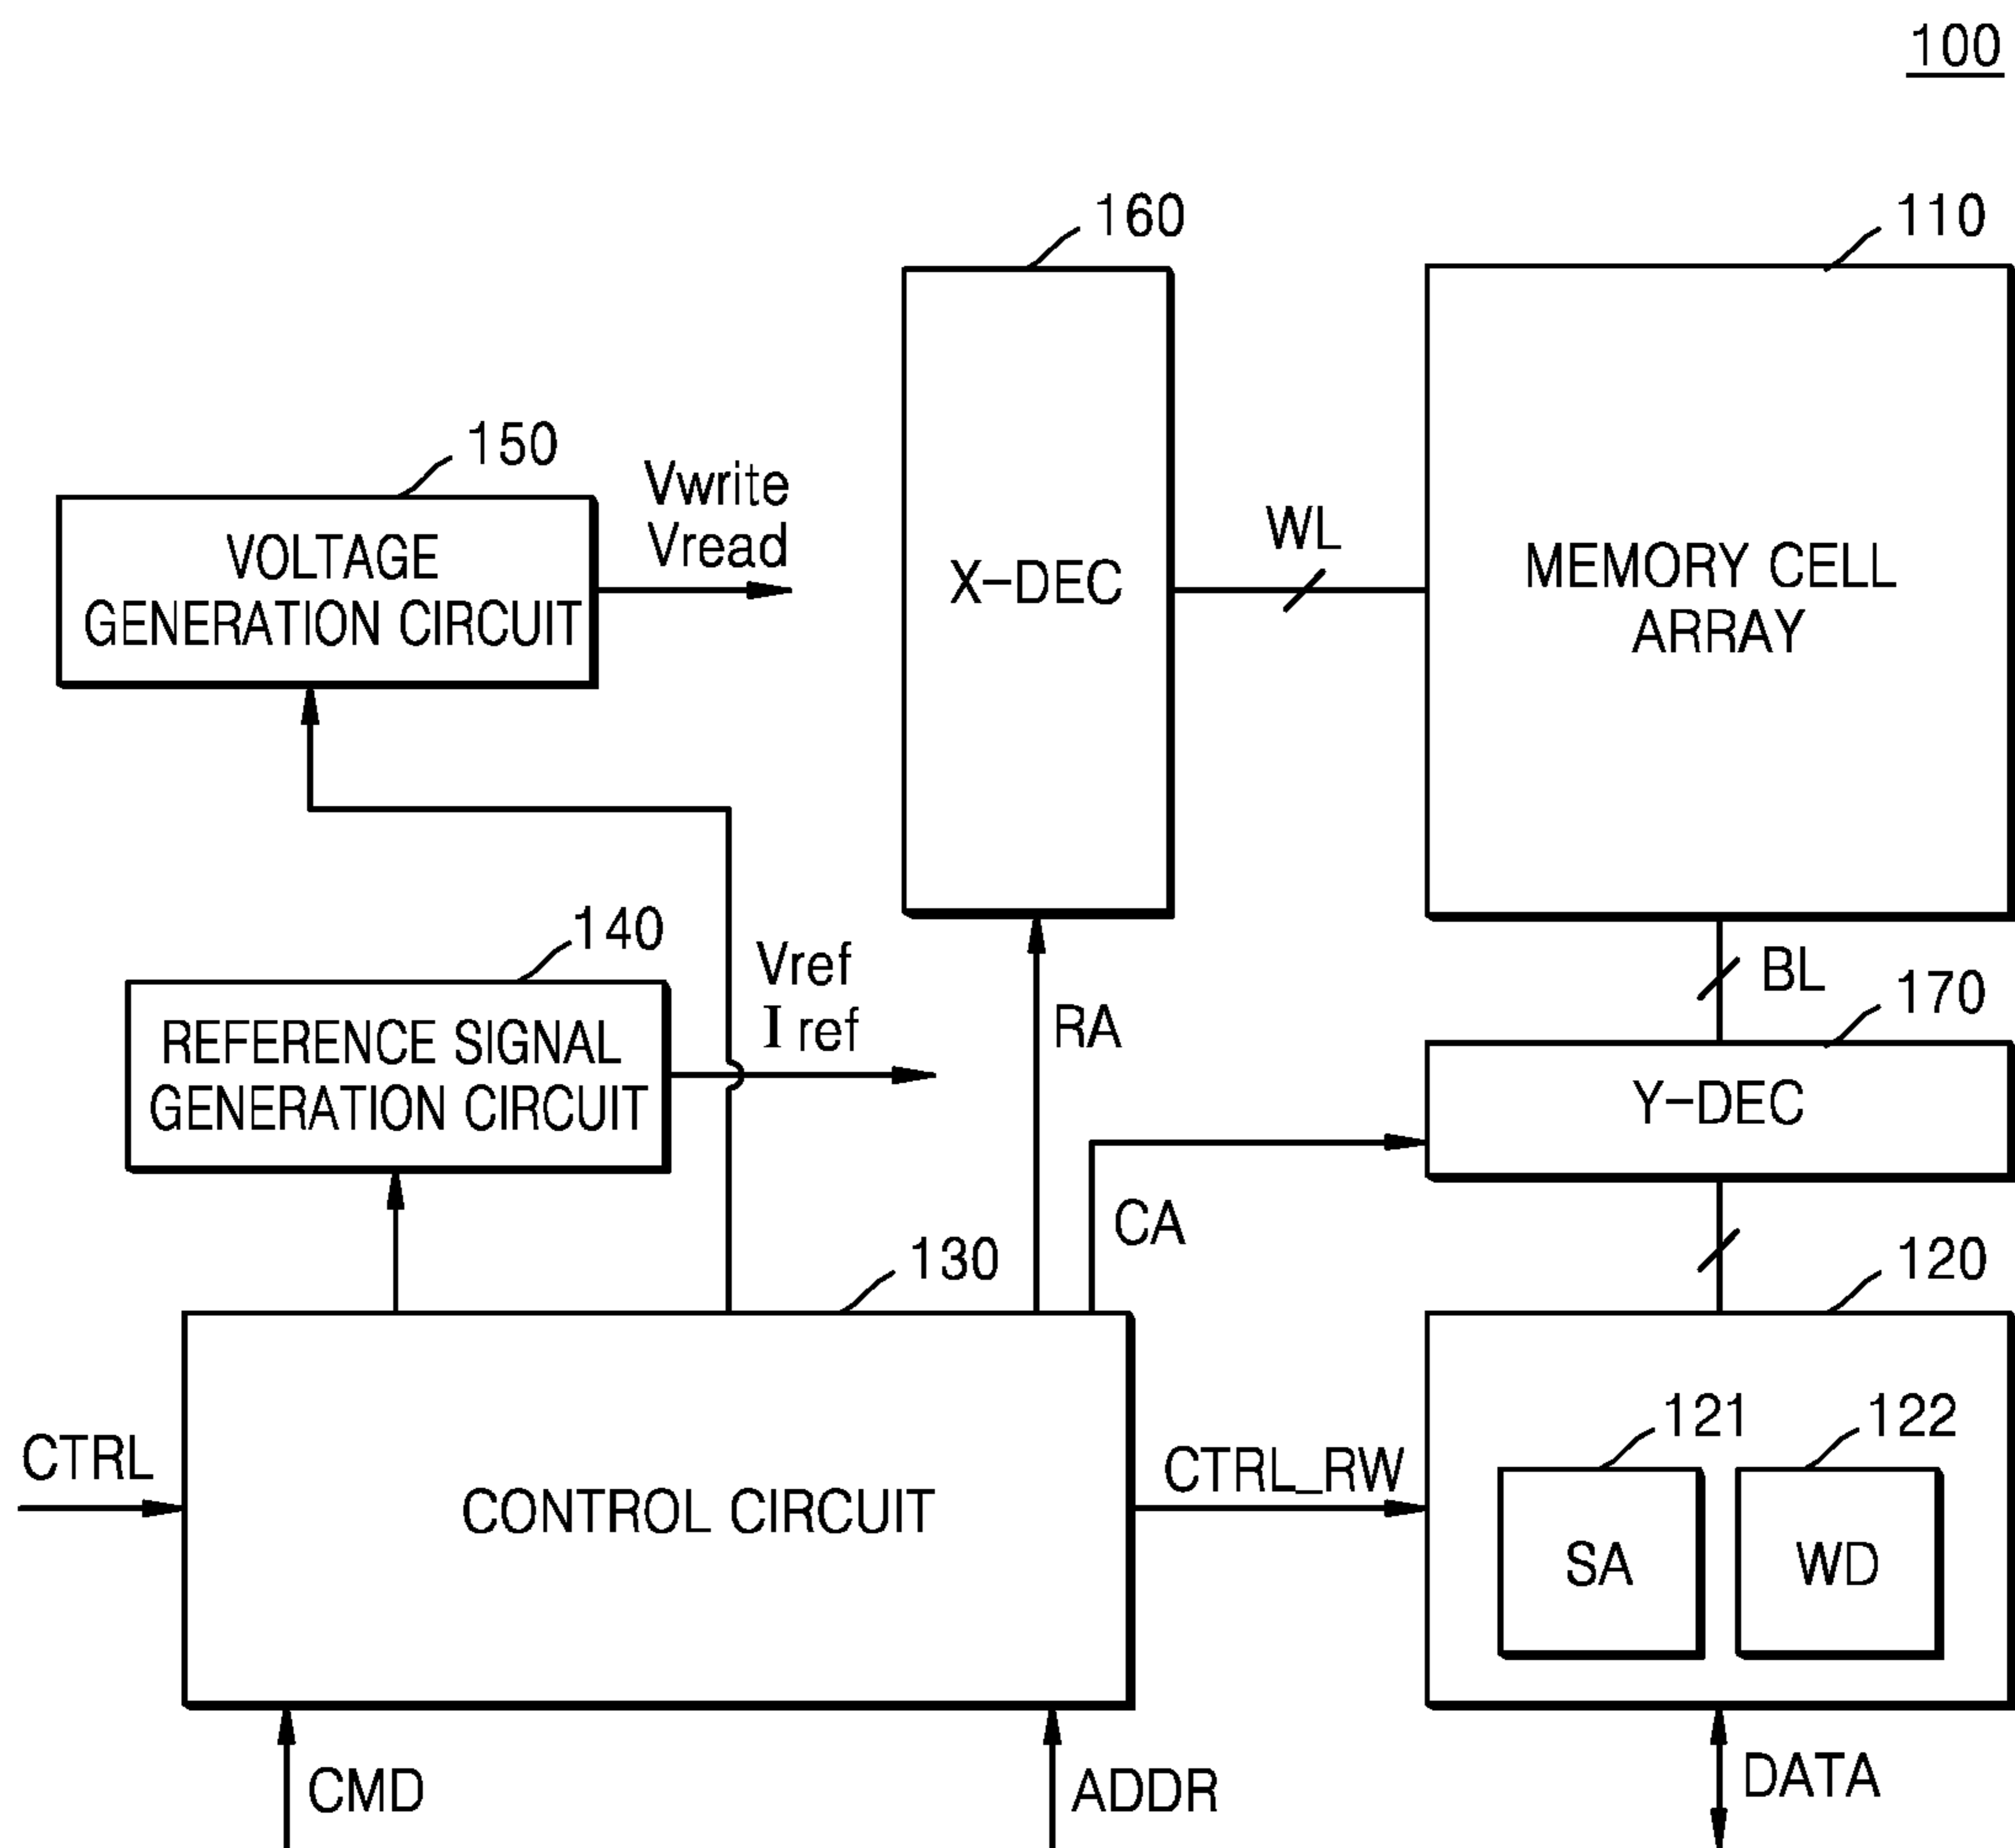 100
160
110
150
Vwrite
Vread
VOLTAGE
GENERATION CIRCUIT
X-DEC
WL
MEMORY CELL
ARRAY
140
Vref
I ref
REFERENCE SIGNAL
GENERATION CIRCUIT
RA
BL
170
Y-DEC
CA
130
120
CTRL
CONTROL CIRCUIT
CTRL_RW
121
122
SA
WD
CMD
ADDR
DATA